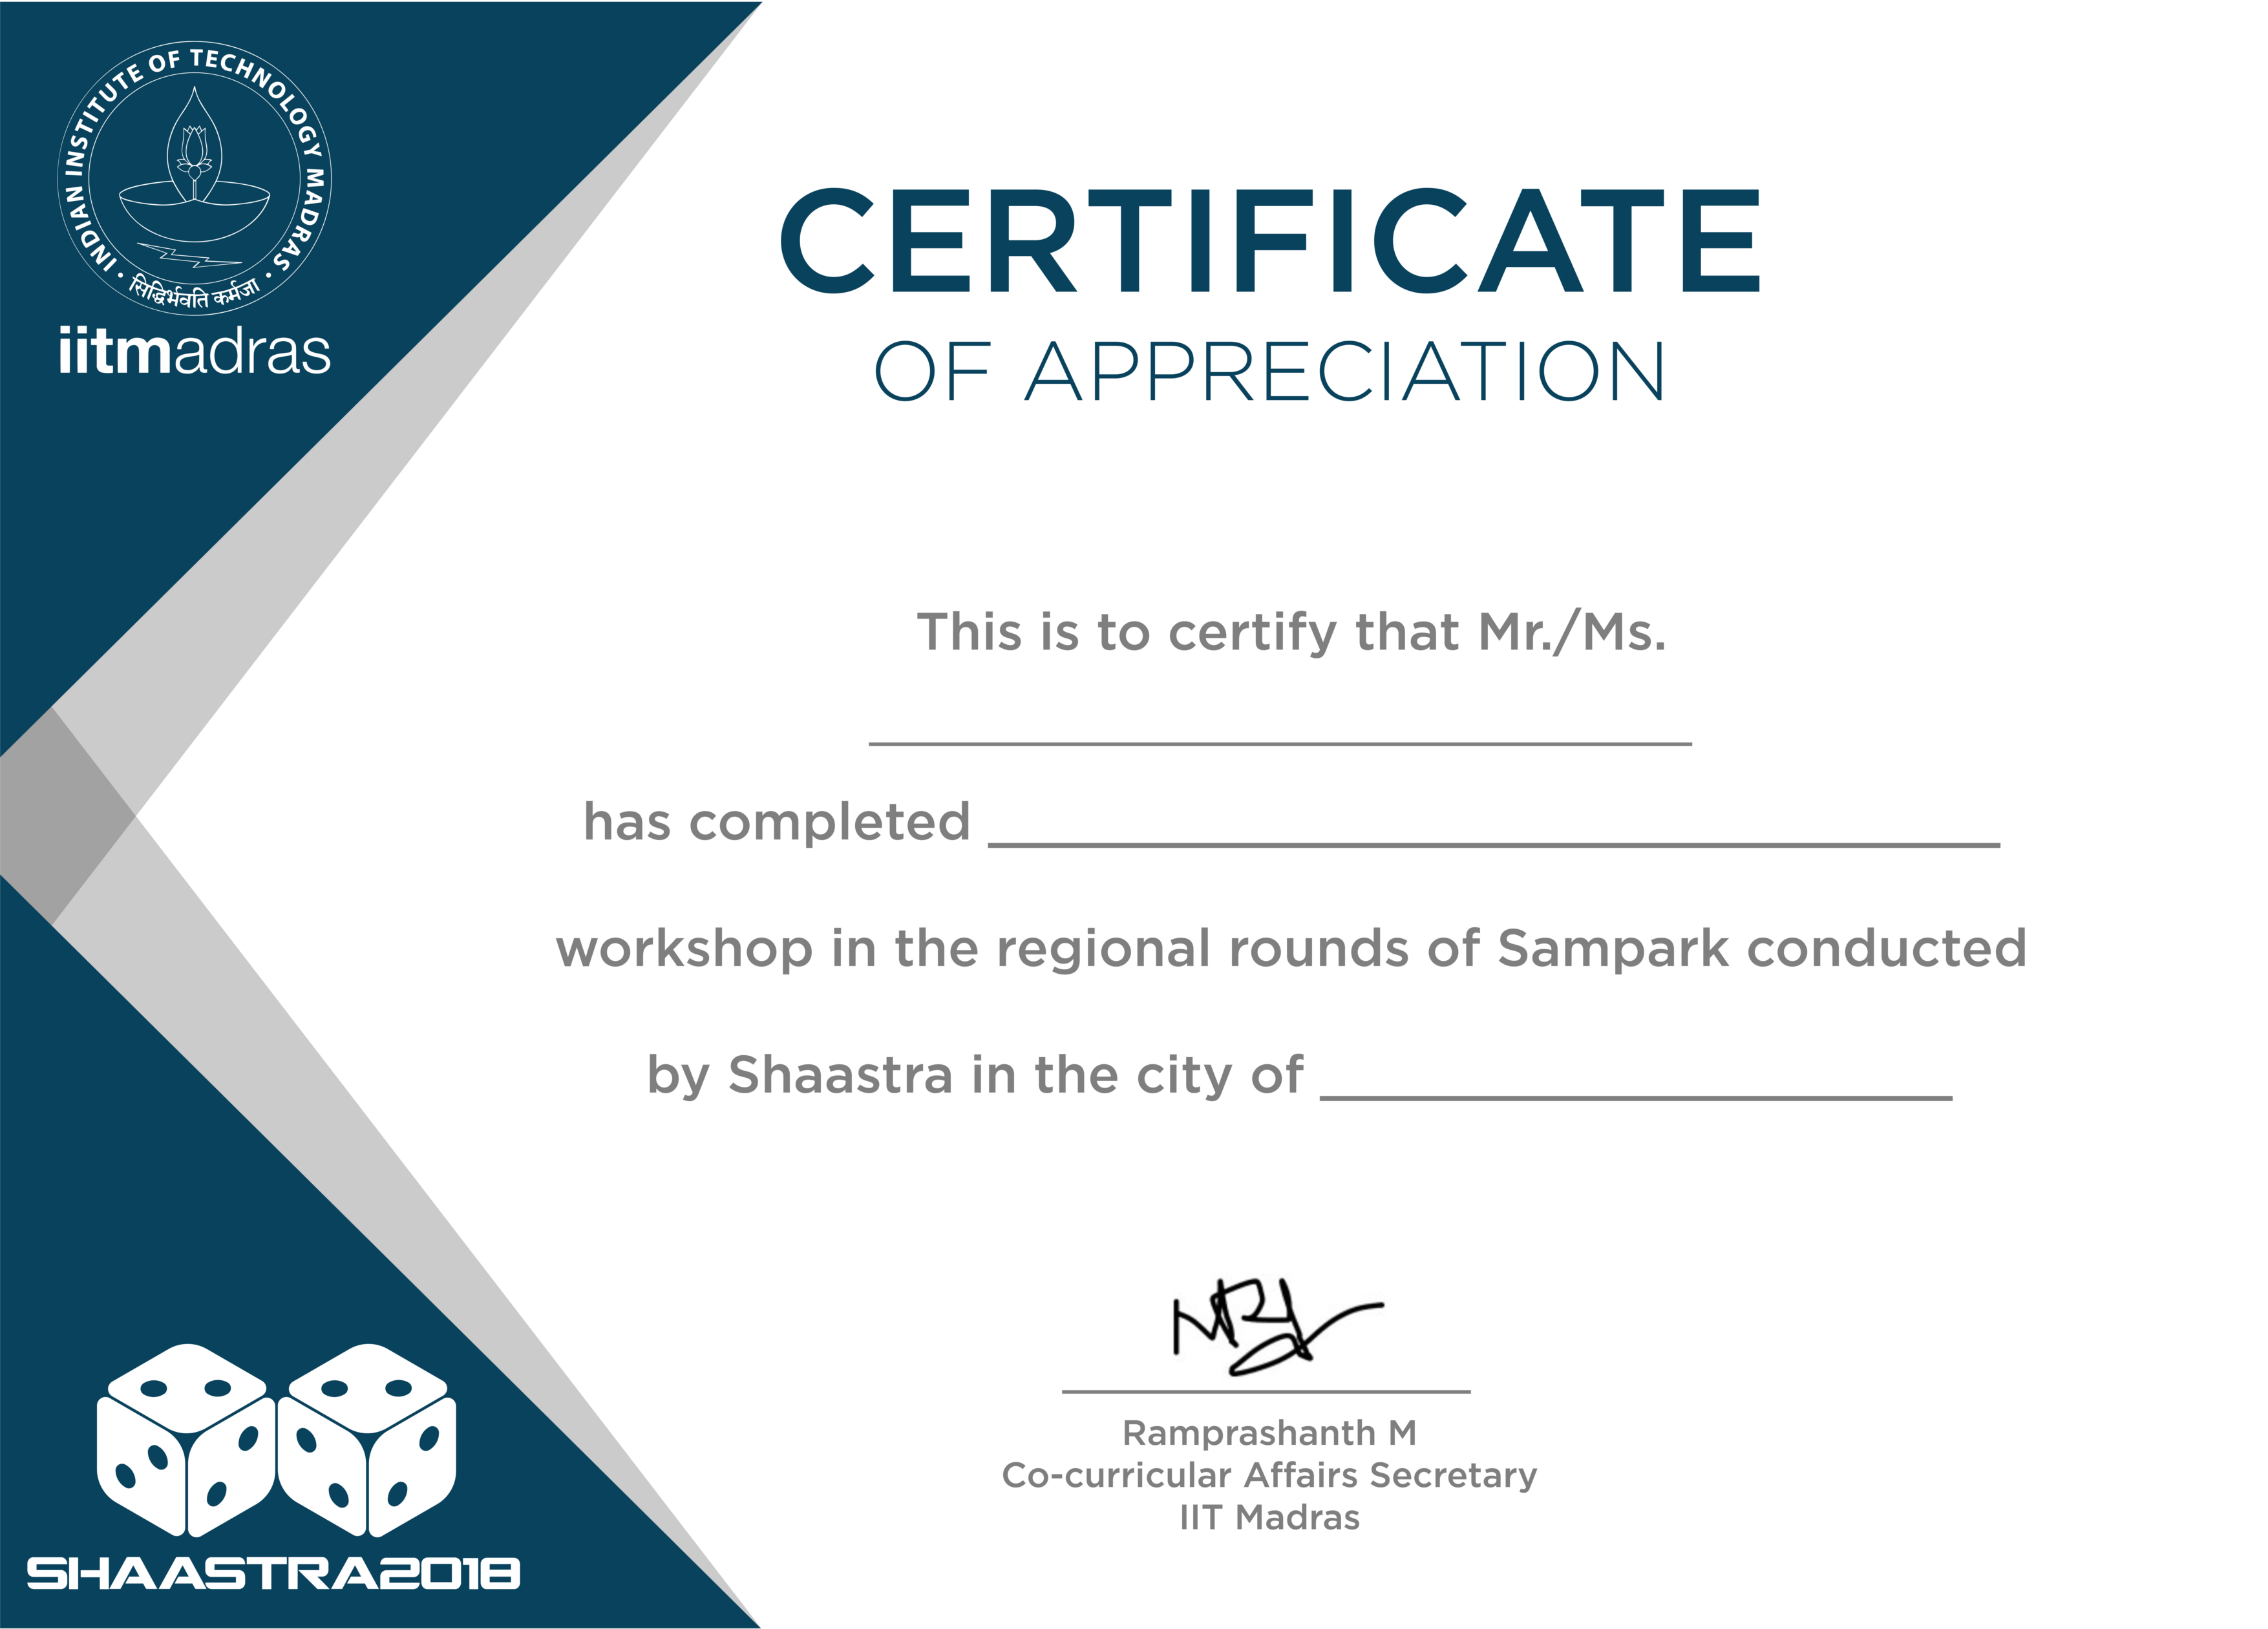 INDIAN INSTITUTE OF TECHNOLOGY MADRAS
सिद्धिर्भवति कर्मजा
iitmadras
CERTIFICATE
OF APPRECIATION
This is to certify that Mr./Ms.
has completed
workshop in the regional rounds of Sampark conducted
by Shaastra in the city of
Ramprashanth M
Co-curricular Affairs Secretary
IIT Madras
SHAASTRA2018